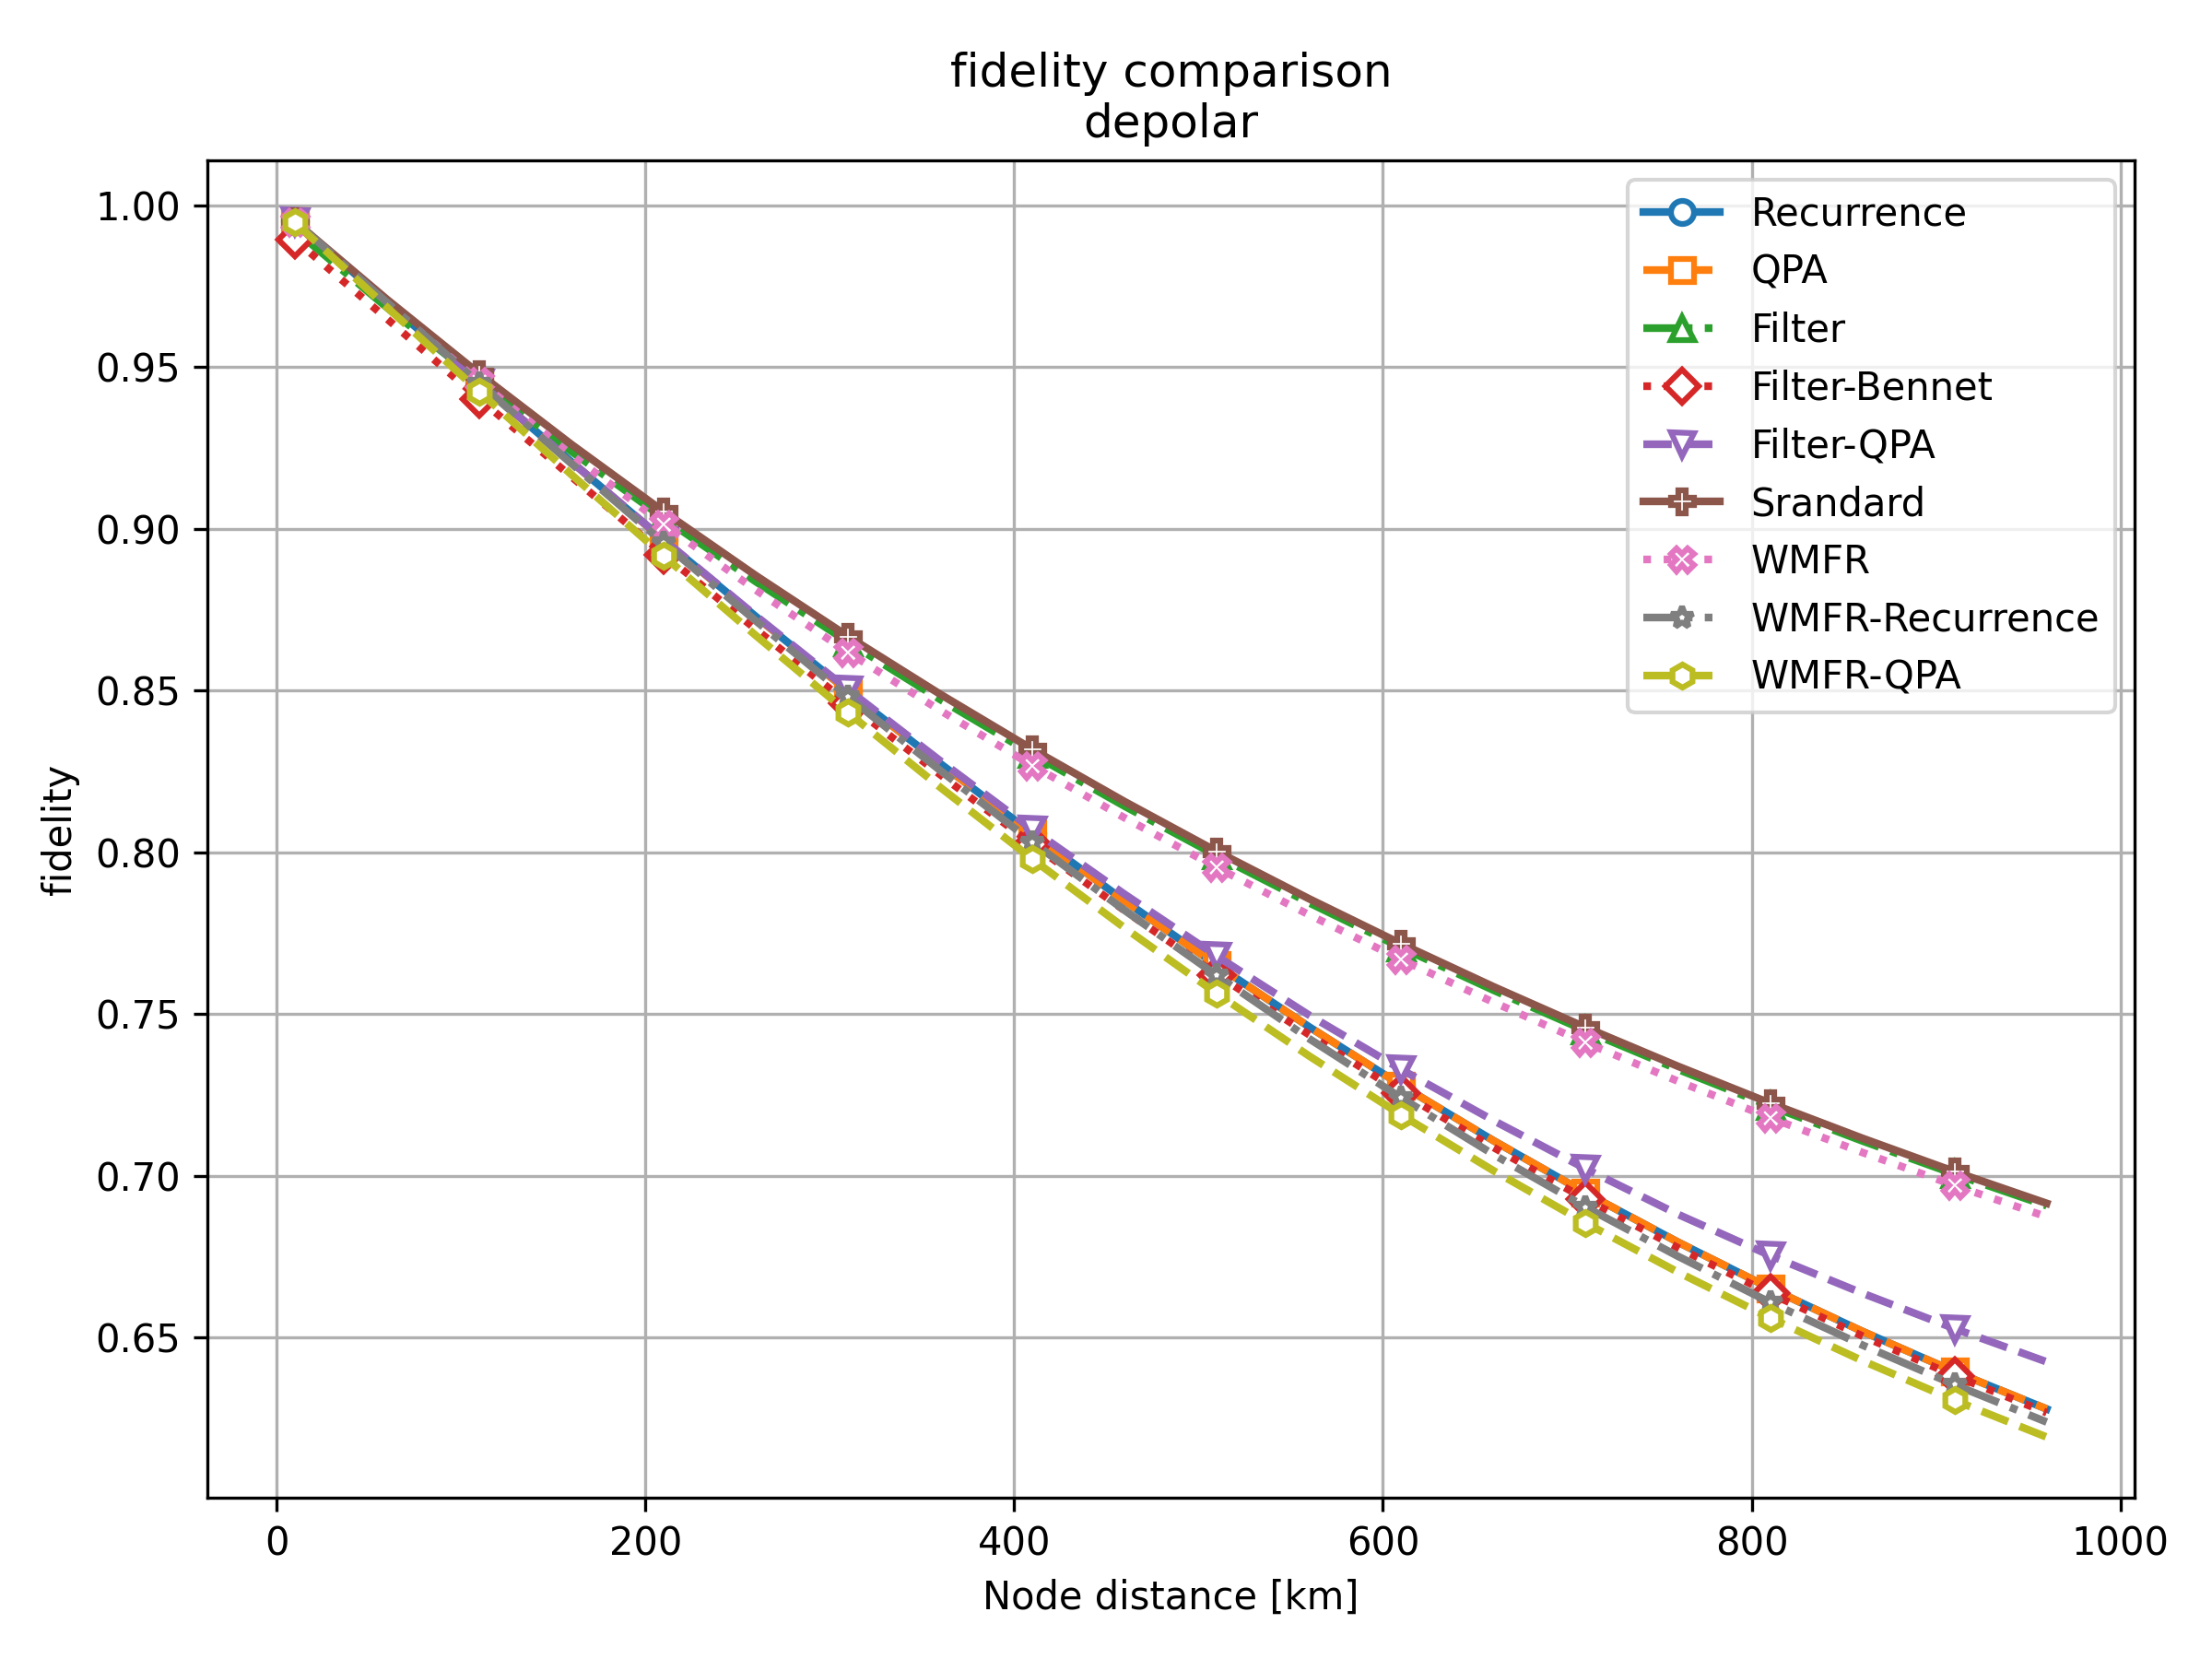 fidelity comparison
depolar
1.00
0.95
0.90
0.85
0.80
0.75
0.70
0.65
fidelity
Recurrence
QPA
Filter
Filter-Bennet
Filter-QPA
Srandard
WMFR
WMFR-Recurrence
WMFR-QPA
0 200 400 600 800 1000
Node distance [km]